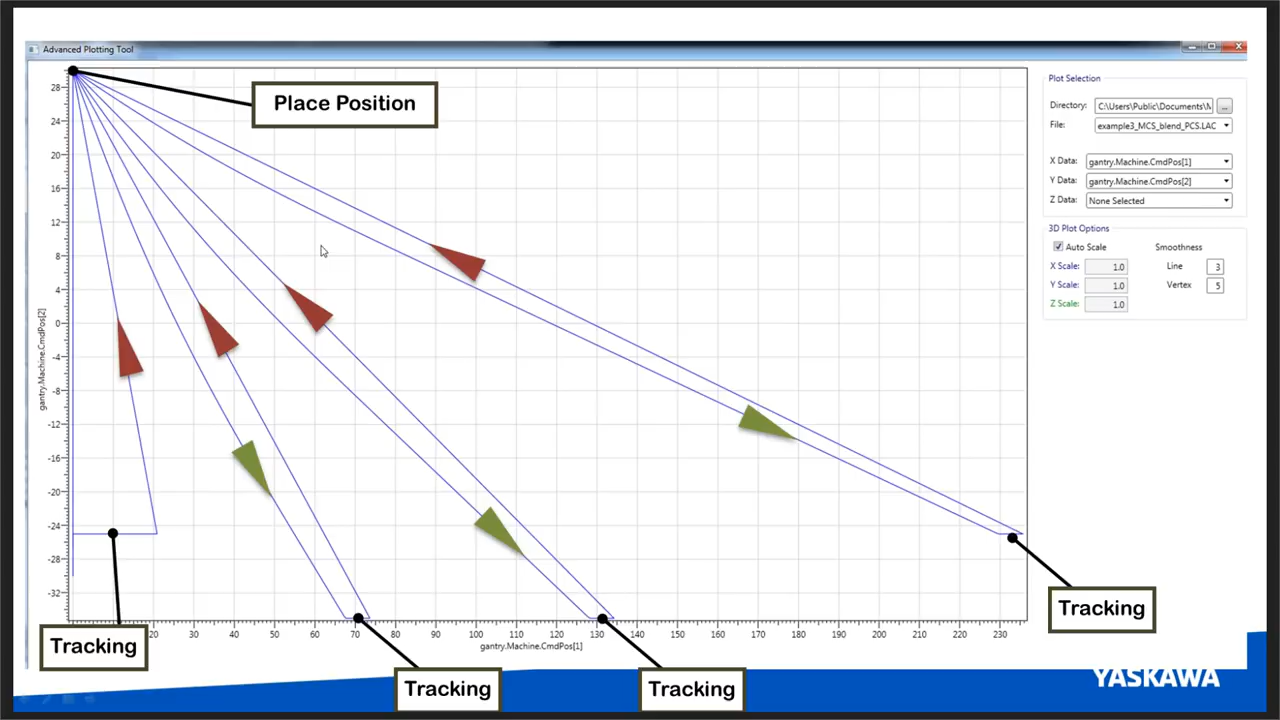 Advanced Plotting Tool
Place Position
28
24
20
16
12
8
4
0
-4
-8
-12
-16
-20
-24
-28
-32
gantry.Machine.CmdPos[2]
20
30
40
50
60
70
80
90
100
110
120
130
140
150
160
170
180
190
200
210
220
230
gantry.Machine.CmdPos[1]
Tracking
Tracking
Tracking
Tracking
Plot Selection
Directory: C:\Users\Public\Documents\M ...
File: example3_MCS_blend_PCS.LAC
X Data: gantry.Machine.CmdPos[1]
Y Data: gantry.Machine.CmdPos[2]
Z Data: None Selected
3D Plot Options
Auto Scale Smoothness
X Scale: 1.0 Line 3
Y Scale: 1.0 Vertex 5
Z Scale: 1.0
YASKAWA